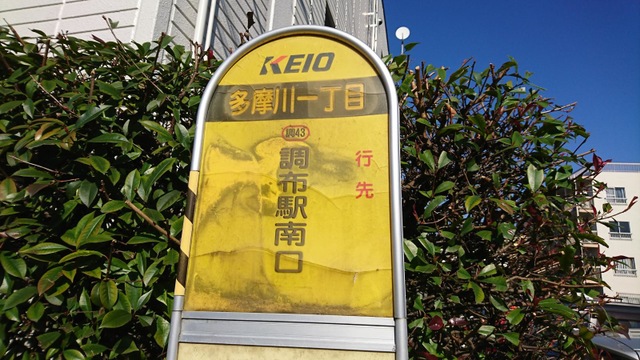 KEIO
多摩川一丁目
調43
行先
調布駅南口